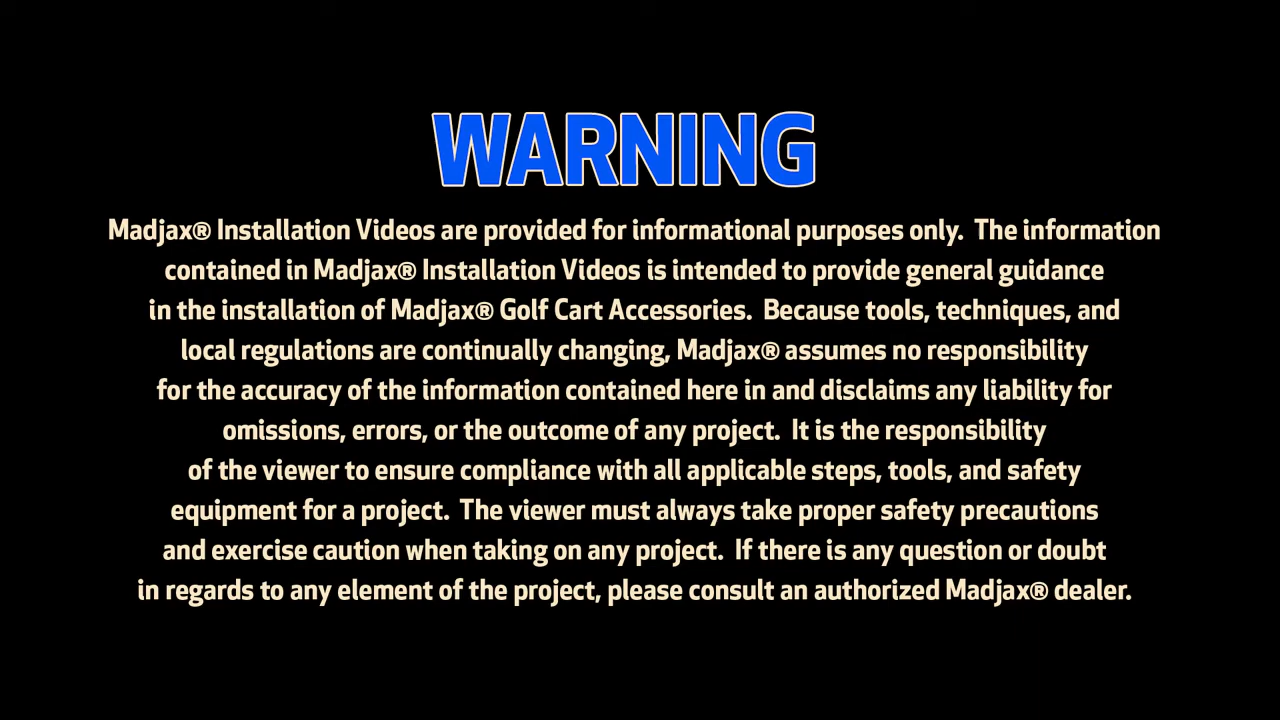 WARNING
Madjax® Installation Videos are provided for informational purposes only.  The information
contained in Madjax® Installation Videos is intended to provide general guidance
in the installation of Madjax® Golf Cart Accessories.  Because tools, techniques, and
local regulations are continually changing, Madjax® assumes no responsibility
for the accuracy of the information contained here in and disclaims any liability for
omissions, errors, or the outcome of any project.  It is the responsibility
of the viewer to ensure compliance with all applicable steps, tools, and safety
equipment for a project.  The viewer must always take proper safety precautions
and exercise caution when taking on any project.  If there is any question or doubt
in regards to any element of the project, please consult an authorized Madjax® dealer.